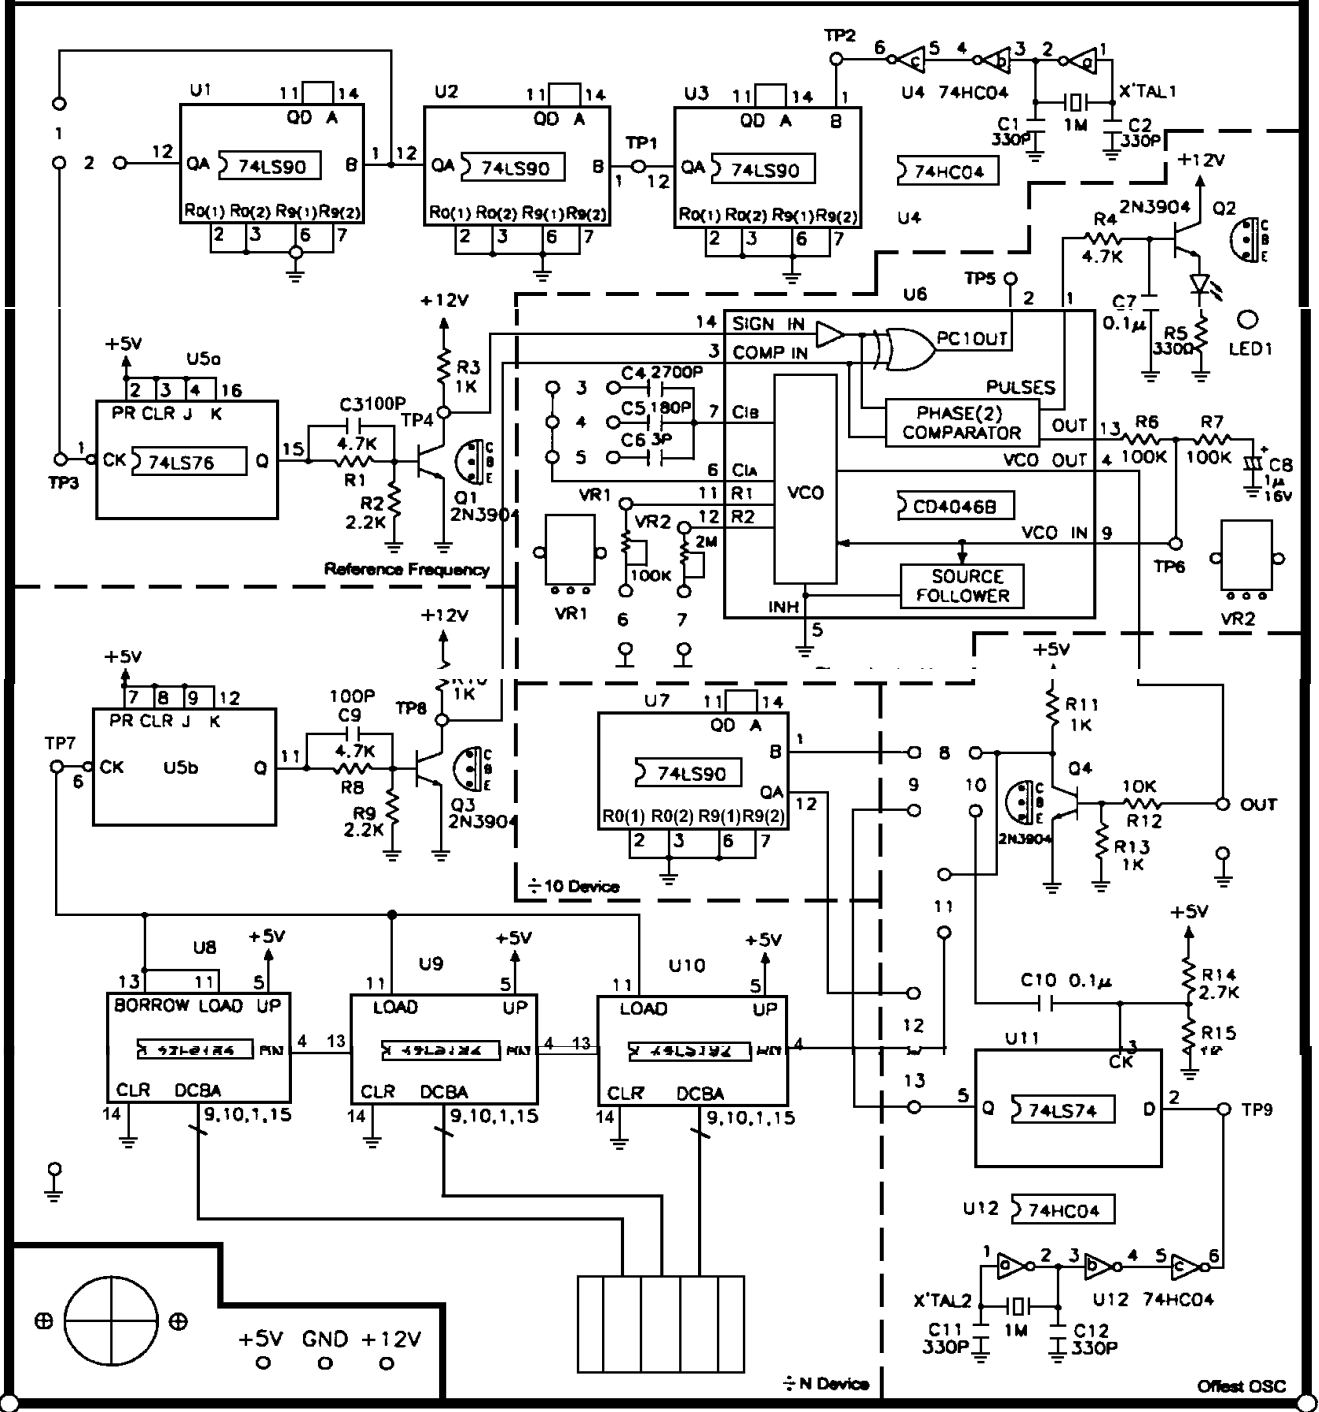 TP2
6 c 5 4 b 3 2 a 1
U4 74HC04 X'TAL1
C1 330P 1M C2 330P
U1 11 14 U2 11 14 U3 11 14 1
QD A QD A QD A B
1 2 12 QA 74LS90 B 1 12 QA 74LS90 B 1 TP1 12 QA 74LS90
R0(1) R0(2) R9(1) R9(2) R0(1) R0(2) R9(1) R9(2) R0(1) R0(2) R9(1) R9(2)
2 3 6 7 2 3 6 7 2 3 6 7
74HC04
U4
+12V
2N3904 Q2
C
B
E
R4
4.7K
C7
0.1μ
R5
330Ω
LED1
TP5
U6 2 1
+12V
R3
1K
+5V
U5a
2 3 4 16
PR CLR J K
1 CK 74LS76 Q 15
TP3
C3 100P
4.7K
R1
R2
2.2K
TP4
C
B
E
Q1
2N3904
Reference Frequency
14 SIGN IN
3 COMP IN
PC1OUT
PULSES
PHASE(2)
COMPARATOR
OUT 13
VCO OUT 4
3 C4 2700P
4 C5 180P 7 CIB
5 C6 3P
6 CIA
11 R1
12 R2
VCO
CD4046B
VCO IN 9
SOURCE
FOLLOWER
INH
5
VR1
VR2
2M
100K
VR1
6 7
R6
100K
R7
100K
+
C8
1μ
16V
TP6
VR2
+12V
1K
+5V
7 8 9 12
PR CLR J K
TP7
6 CK U5b Q 11
100P
C9
4.7K
R8
R9
2.2K
TP8
C
B
E
Q3
2N3904
U7 11 14
QD A
B 1
74LS90
QA
12
R0(1) R0(2) R9(1) R9(2)
2 3 6 7
÷10 Device
+5V
R11
1K
8
9 10
Q4
C
B
E
2N3904
10K
R12
R13
1K
OUT
11
+5V
R14
2.7K
R15
C10 0.1μ
12
13
U11
3
CK
5 Q 74LS74 D 2 TP9
U8 +5V
13 11 5
BORROW LOAD UP
4
CLR DCBA
14 9,10,1,15
U9 +5V
11 5
LOAD UP
13 4
CLR DCBA
14 9,10,1,15
U10 +5V
11 5
LOAD UP
13 74LS192 4
CLR DCBA
14 9,10,1,15
U12 74HC04
1 a 2 3 b 4 5 c 6
X'TAL2 U12 74HC04
C11 330P 1M C12 330P
+5V GND +12V
÷N Device
Offest OSC